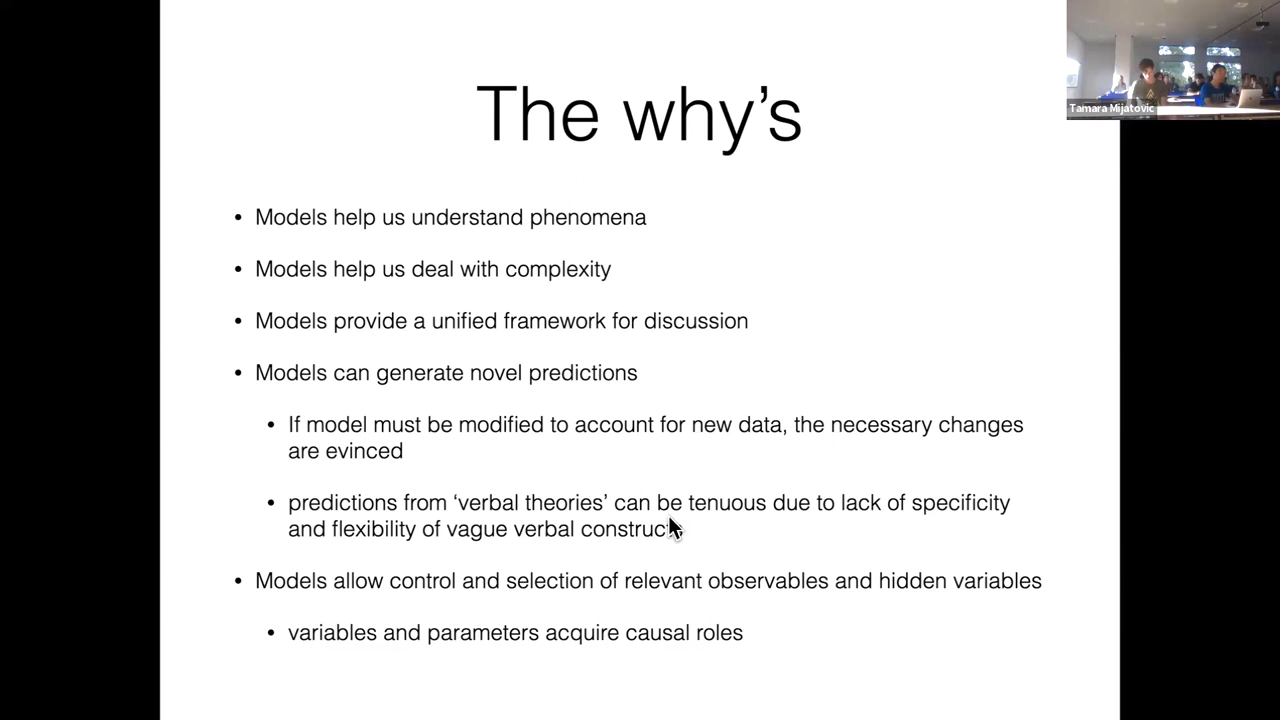 The why's
Tamara Mijatovic
• Models help us understand phenomena
• Models help us deal with complexity
• Models provide a unified framework for discussion
• Models can generate novel predictions
• If model must be modified to account for new data, the necessary changes
are evinced
• predictions from ‘verbal theories’ can be tenuous due to lack of specificity
and flexibility of vague verbal constructs
• Models allow control and selection of relevant observables and hidden variables
• variables and parameters acquire causal roles